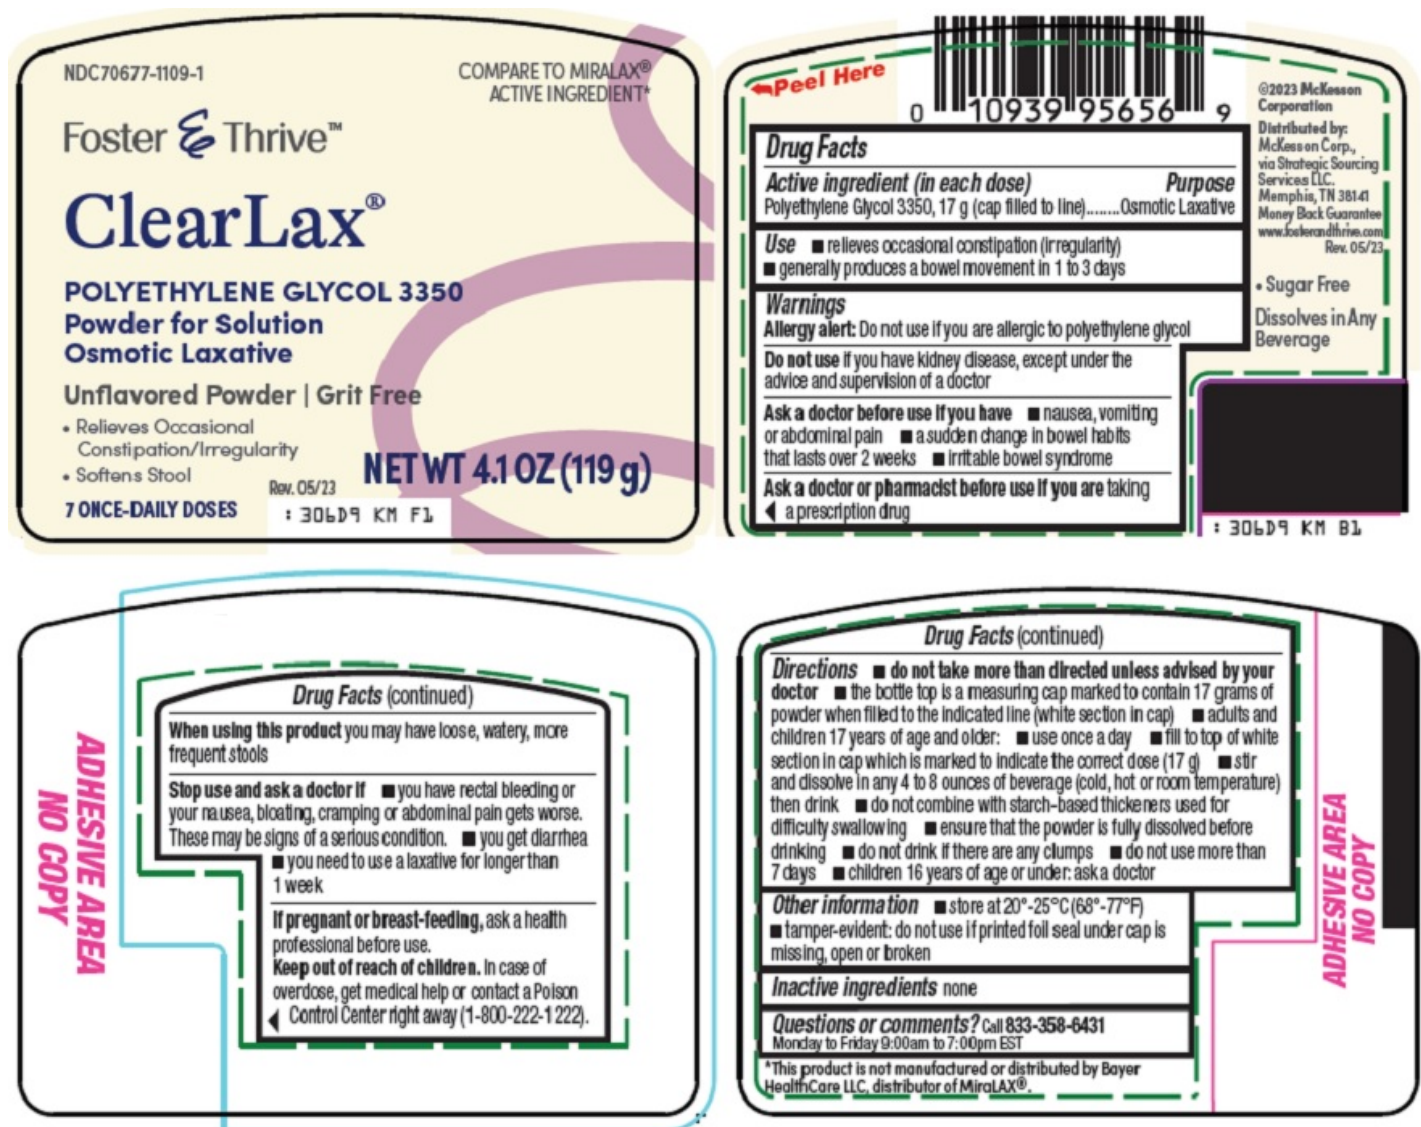 NDC70677-1109-1
COMPARE TO MIRALAX®
ACTIVE INGREDIENT*
Foster & Thrive™
ClearLax®
POLYETHYLENE GLYCOL 3350
Powder for Solution
Osmotic Laxative
Unflavored Powder | Grit Free
• Relieves Occasional
Constipation/Irregularity
• Softens Stool
7 ONCE-DAILY DOSES
Rev. 05/23
NET WT 4.1 OZ (119 g)
: 306D9 KM F1
Peel Here
0 10939 95656 9
Drug Facts
Active ingredient (in each dose) Purpose
Polyethylene Glycol 3350, 17 g (cap filled to line)........Osmotic Laxative
Use ■ relieves occasional constipation (irregularity)
■ generally produces a bowel movement in 1 to 3 days
Warnings
Allergy alert: Do not use if you are allergic to polyethylene glycol
Do not use if you have kidney disease, except under the
advice and supervision of a doctor
Ask a doctor before use if you have ■ nausea, vomiting
or abdominal pain ■ a sudden change in bowel habits
that lasts over 2 weeks ■ irritable bowel syndrome
Ask a doctor or pharmacist before use if you are taking
a prescription drug
©2023 McKesson
Corporation
Distributed by:
McKesson Corp.,
via Strategic Sourcing
Services LLC.
Memphis, TN 38141
Money Back Guarantee
www.fosterandthrive.com
Rev. 05/23
• Sugar Free
Dissolves in Any
Beverage
: 306D9 KM B1
ADHESIVE AREA
NO COPY
Drug Facts (continued)
When using this product you may have loose, watery, more
frequent stools
Stop use and ask a doctor if ■ you have rectal bleeding or
your nausea, bloating, cramping or abdominal pain gets worse.
These may be signs of a serious condition. ■ you get diarrhea
■ you need to use a laxative for longer than
1 week
If pregnant or breast-feeding, ask a health
professional before use.
Keep out of reach of children. In case of
overdose, get medical help or contact a Poison
Control Center right away (1-800-222-1222).
Drug Facts (continued)
Directions ■ do not take more than directed unless advised by your
doctor ■ the bottle top is a measuring cap marked to contain 17 grams of
powder when filled to the indicated line (white section in cap) ■ adults and
children 17 years of age and older: ■ use once a day ■ fill to top of white
section in cap which is marked to indicate the correct dose (17 g) ■ stir
and dissolve in any 4 to 8 ounces of beverage (cold, hot or room temperature)
then drink ■ do not combine with starch-based thickeners used for
difficulty swallowing ■ ensure that the powder is fully dissolved before
drinking ■ do not drink if there are any clumps ■ do not use more than
7 days ■ children 16 years of age or under: ask a doctor
Other information ■ store at 20°-25°C (68°-77°F)
■ tamper-evident: do not use if printed foil seal under cap is
missing, open or broken
Inactive ingredients none
Questions or comments? Call 833-358-6431
Monday to Friday 9:00am to 7:00pm EST
*This product is not manufactured or distributed by Bayer
HealthCare LLC, distributor of MiraLAX®.
ADHESIVE AREA
NO COPY